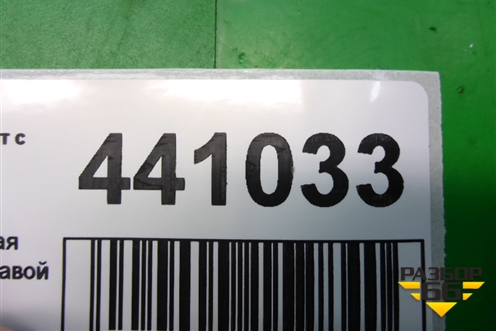 т с
441033
ая
авой
РАЗБОР
66